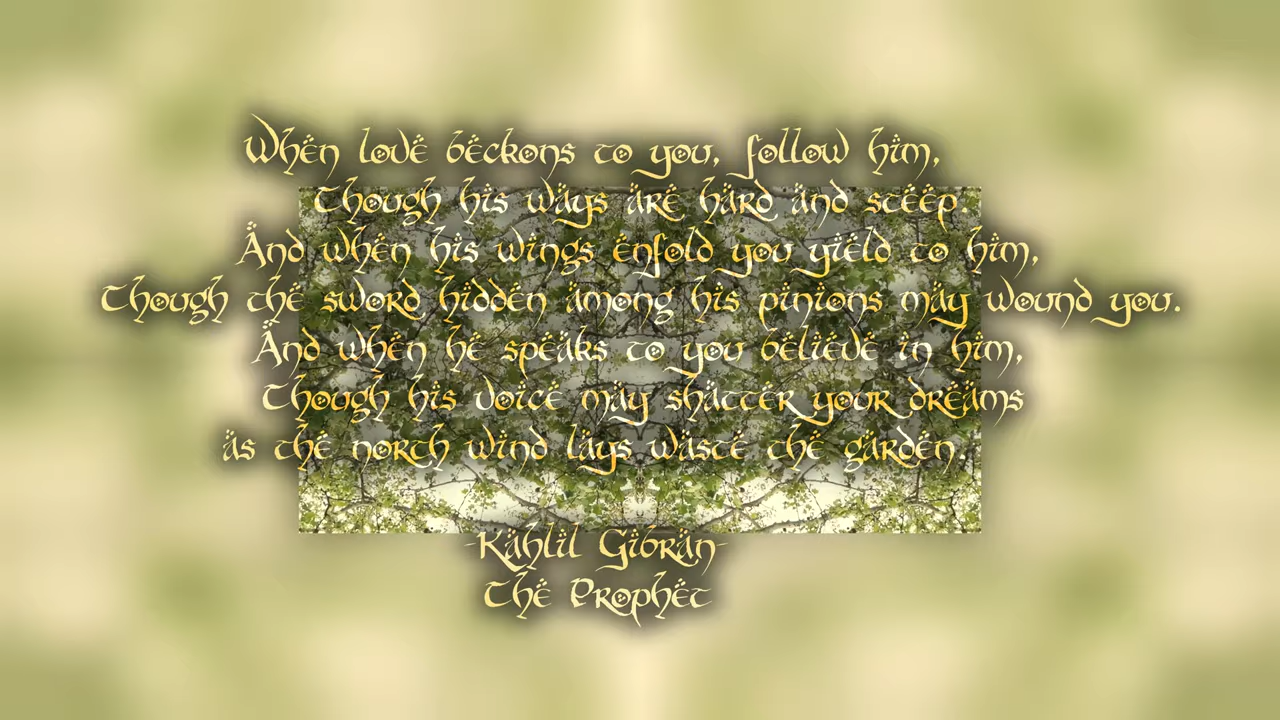 When love beckons to you, follow him,
Though his ways are hard and steep.
And when his wings enfold you yield to him,
Though the sword hidden among his pinions may wound you.
And when he speaks to you believe in him,
Though his voice may shatter your dreams
as the north wind lays waste the garden.
-Kahlil Gibran-
The Prophet